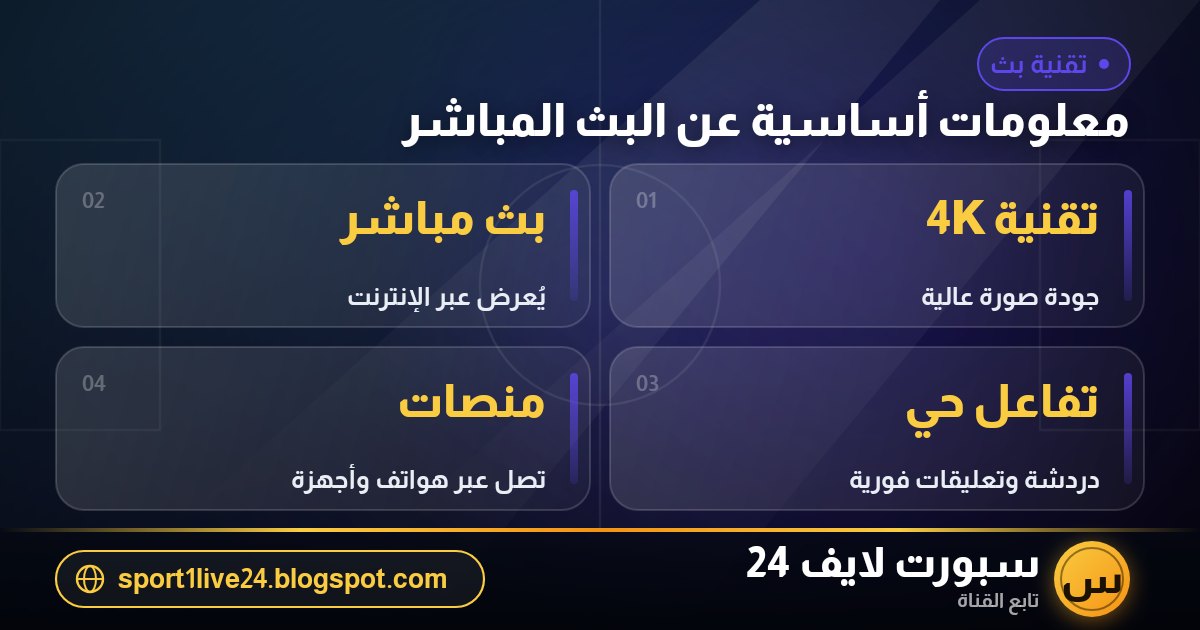 • تقنية بث
معلومات أساسية عن البث المباشر
01
تقنية 4K
جودة صورة عالية
02
بث مباشر
يُعرض عبر الإنترنت
03
تفاعل حي
دردشة وتعليقات فورية
04
منصات
تصل عبر هواتف وأجهزة
س
سبورت لايف 24
تابع القناة
sport1live24.blogspot.com